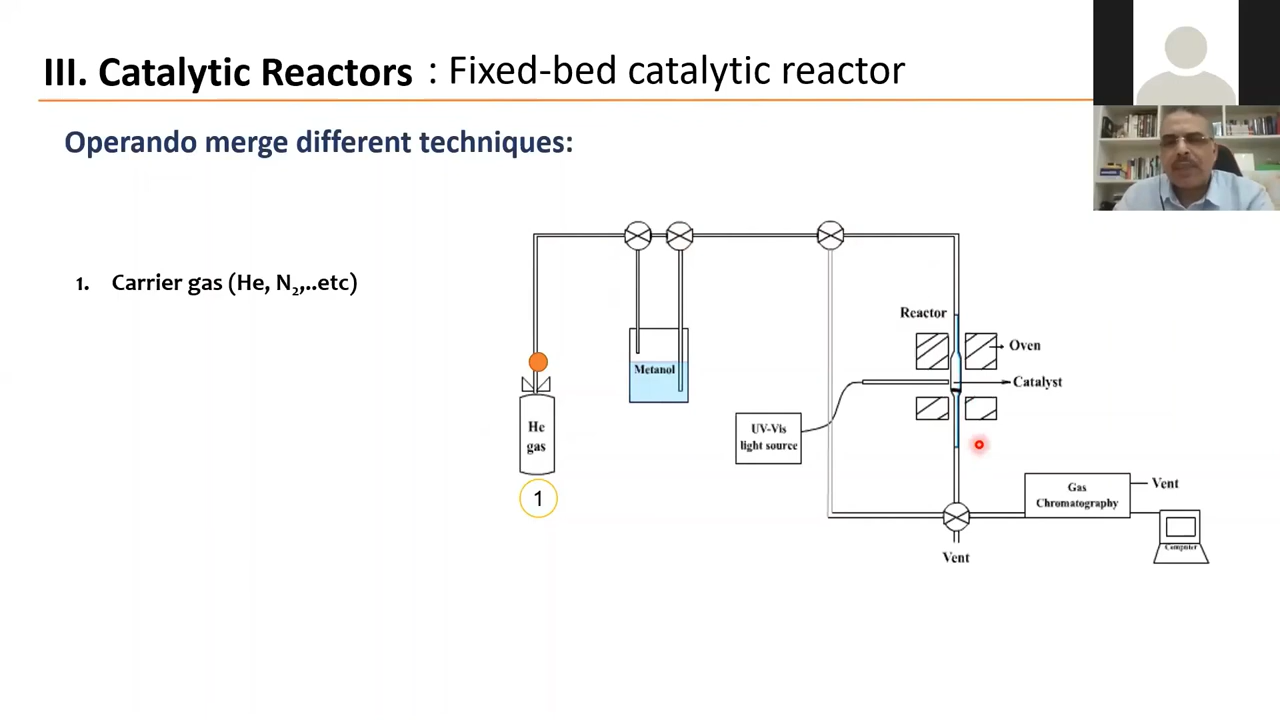 III. Catalytic Reactors : Fixed-bed catalytic reactor
Operando merge different techniques:
1. Carrier gas (He, N2,..etc)
Reactor
Oven
Metanol
Catalyst
He
gas
UV-Vis
light source
1
Gas
Chromatography
Vent
Computer
Vent